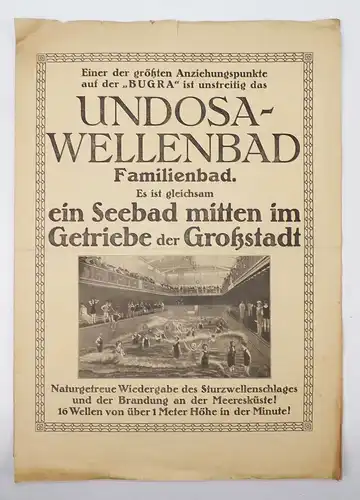 Einer der größten Anziehungspunkte
auf der „BUGRA“ ist unstreitig das
UNDOSA-
WELLENBAD
Familienbad.
Es ist gleichsam
ein Seebad mitten im
Getriebe der Großstadt
Naturgetreue Wiedergabe des Sturzwellenschlages
und der Brandung an der Meeresküste!
16 Wellen von über 1 Meter Höhe in der Minute!